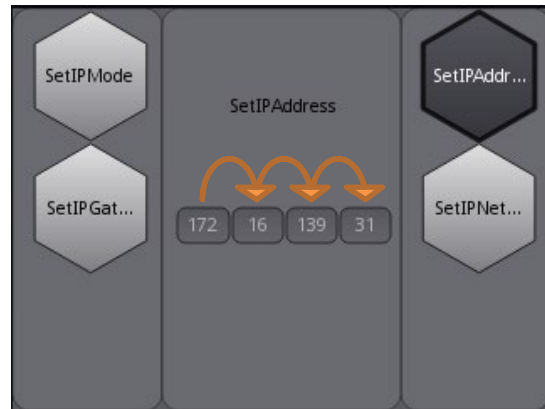 SetIPMode
SetIPAddr...
SetIPAddress
SetIPGat...
SetIPNet...
172 16 139 31